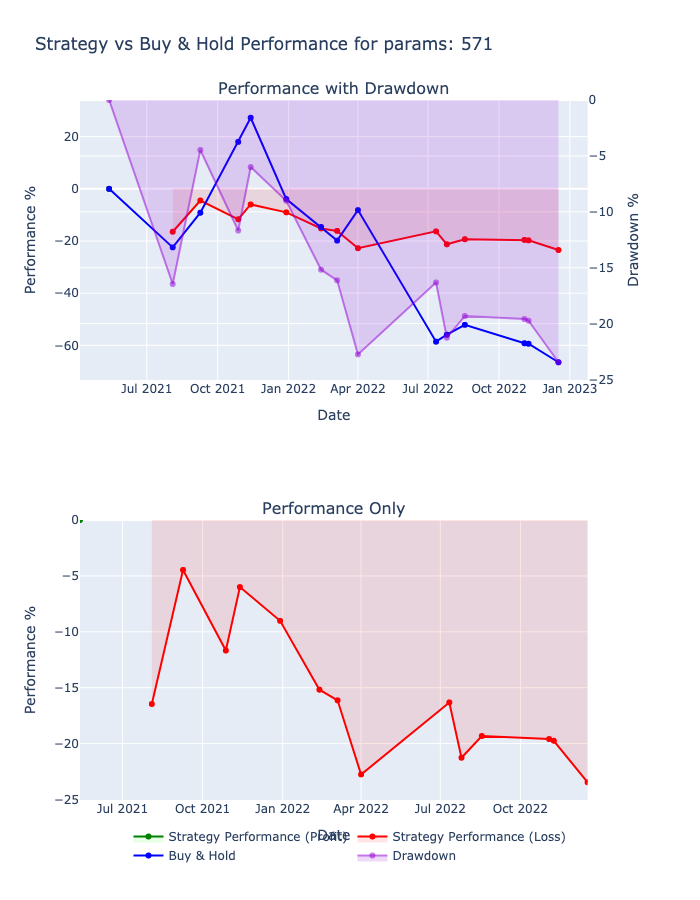 Strategy vs Buy & Hold Performance for params: 571
Performance with Drawdown
Performance %
20
0
−20
−40
−60
0
−5
−10
−15
−20
−25
Drawdown %
Jul 2021 Oct 2021 Jan 2022 Apr 2022 Jul 2022 Oct 2022 Jan 2023
Date
Performance Only
Performance %
0
−5
−10
−15
−20
−25
Jul 2021 Oct 2021 Jan 2022 Apr 2022 Jul 2022 Oct 2022
Date
Strategy Performance (Profit) Strategy Performance (Loss)
Buy & Hold Drawdown